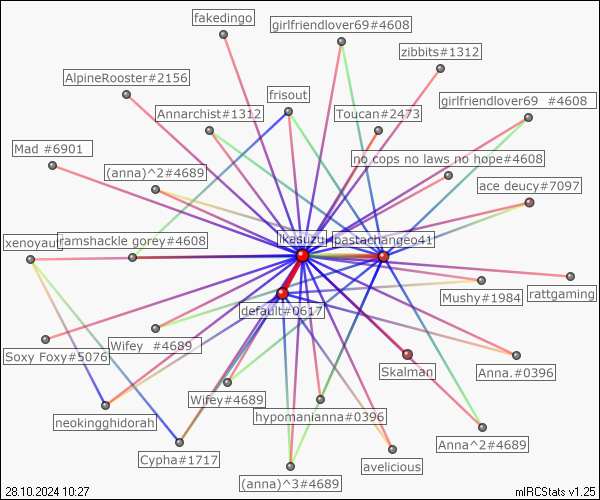 fakedingo
girlfriendlover69#4608
zibbits#1312
AlpineRooster#2156
frisout
girlfriendlover69 #4608
Annarchist#1312
Toucan#2473
Mad #6901
no cops no laws no hope#4608
(anna)^2#4689
ace deucy#7097
xenoyaut
ramshackle gorey#4608
ikasuzu
pastachangeo41
rattgaming
Mushy#1984
default#0617
Soxy Foxy#5076
Wifey #4689
Skalman
Anna.#0396
Wifey#4689
neokingghidorah
hypomanianna#0396
Anna^2#4689
Cypha#1717
avelicious
(anna)^3#4689
28.10.2024 10:27
mIRCStats v1.25